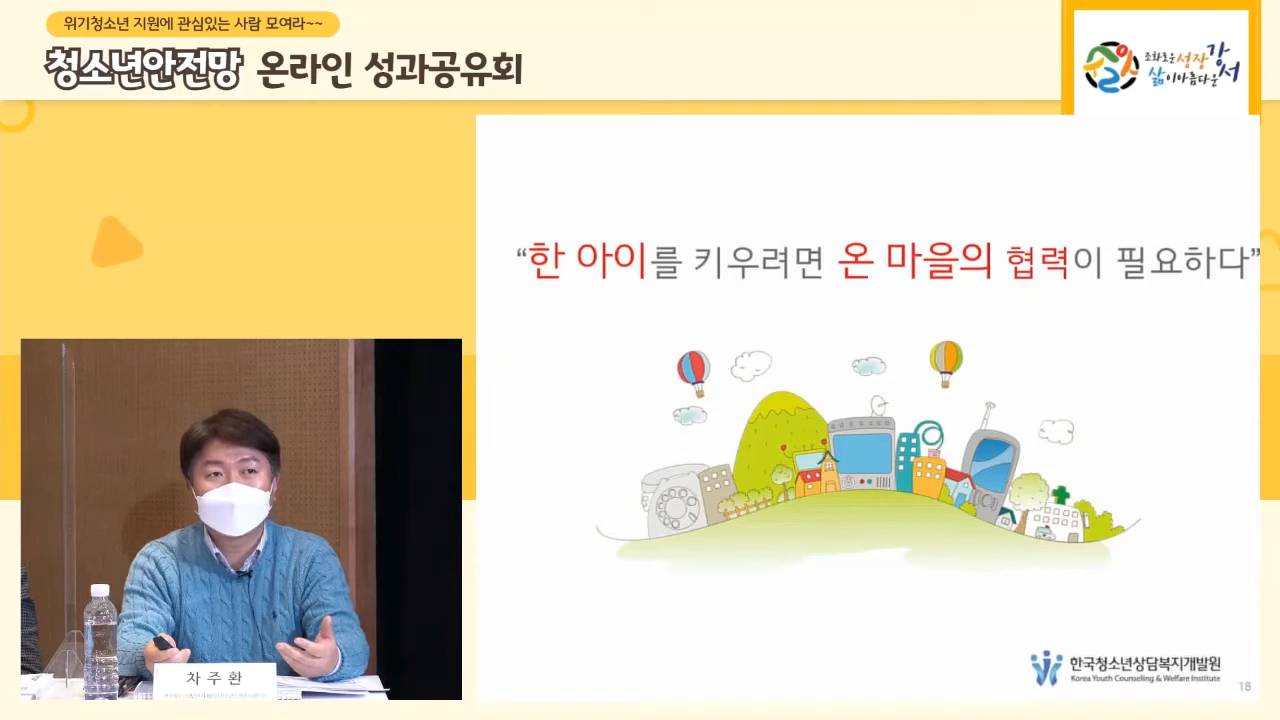 위기청소년 지원에 관심있는 사람 모여라~~
청소년안전망 온라인 성과공유회
조화로운 성장 강서
삶이 아름다운
“한 아이를 키우려면 온 마을의 협력이 필요하다”
차 주 환
한국청소년상담복지개발원
Korea Youth Counseling & Welfare Institute
18